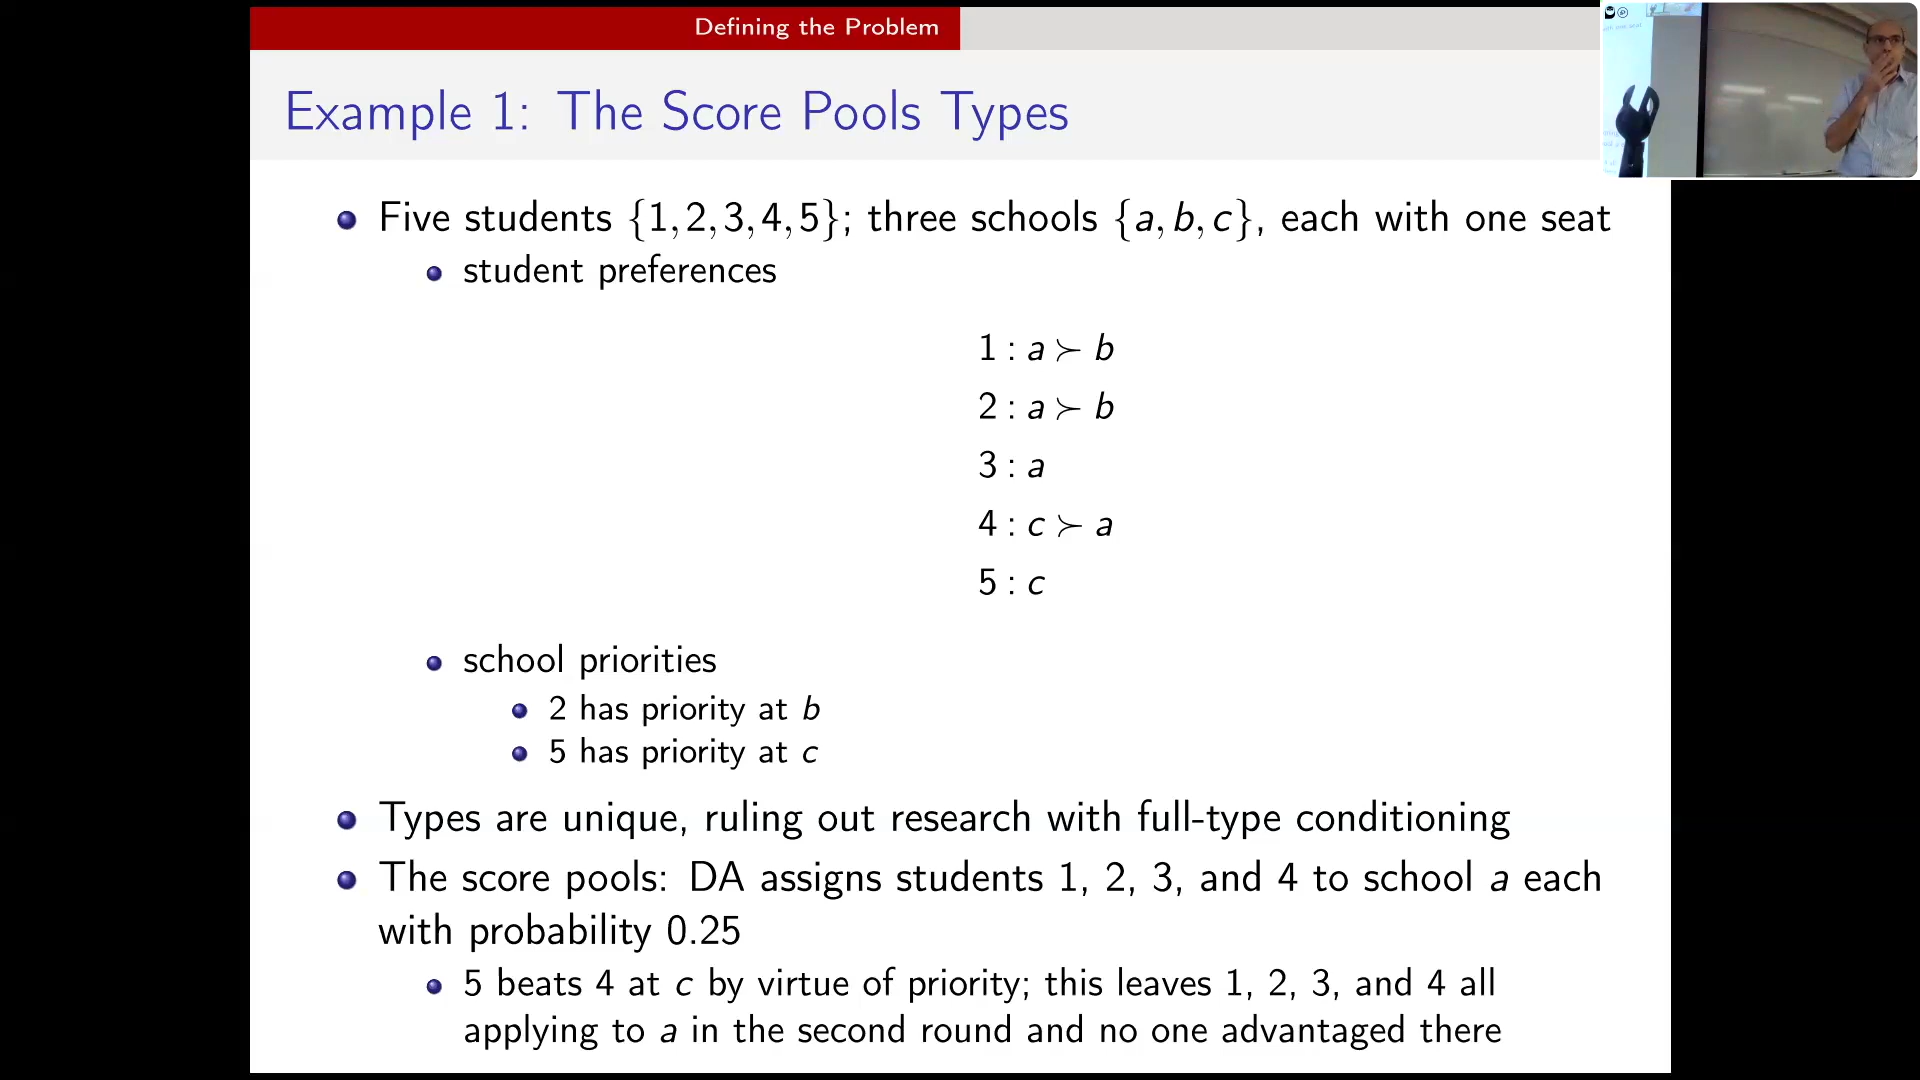 Defining the Problem
Example 1: The Score Pools Types
Five students {1, 2, 3, 4, 5}; three schools {a, b, c}, each with one seat
student preferences
1 : a ≻ b
2 : a ≻ b
3 : a
4 : c ≻ a
5 : c
school priorities
2 has priority at b
5 has priority at c
Types are unique, ruling out research with full-type conditioning
The score pools: DA assigns students 1, 2, 3, and 4 to school a each
with probability 0.25
5 beats 4 at c by virtue of priority; this leaves 1, 2, 3, and 4 all
applying to a in the second round and no one advantaged there